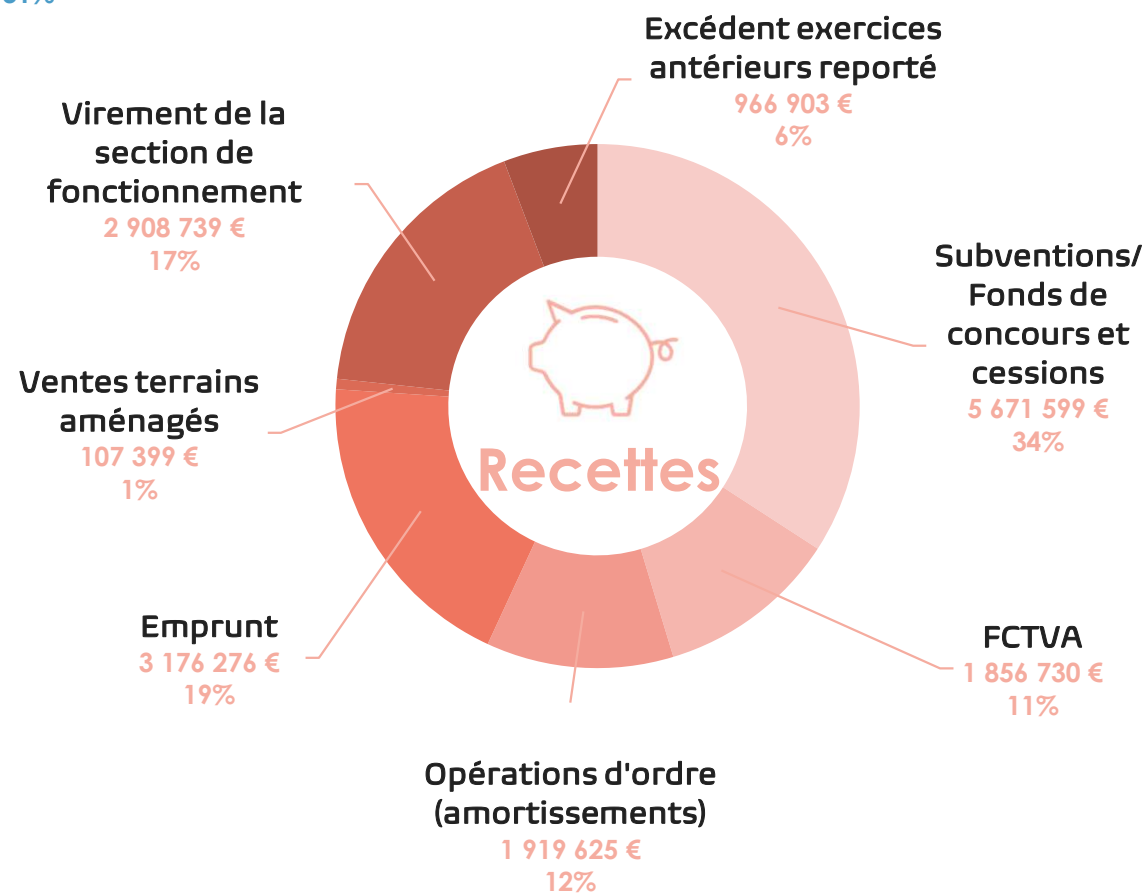 Excédent exercices
antérieurs reporté
966 903 €
6%
Virement de la
section de
fonctionnement
2 908 739 €
17%
Subventions/
Fonds de
concours et
cessions
5 671 599 €
34%
Ventes terrains
aménagés
107 399 €
1%
Recettes
Emprunt
3 176 276 €
19%
FCTVA
1 856 730 €
11%
Opérations d'ordre
(amortissements)
1 919 625 €
12%